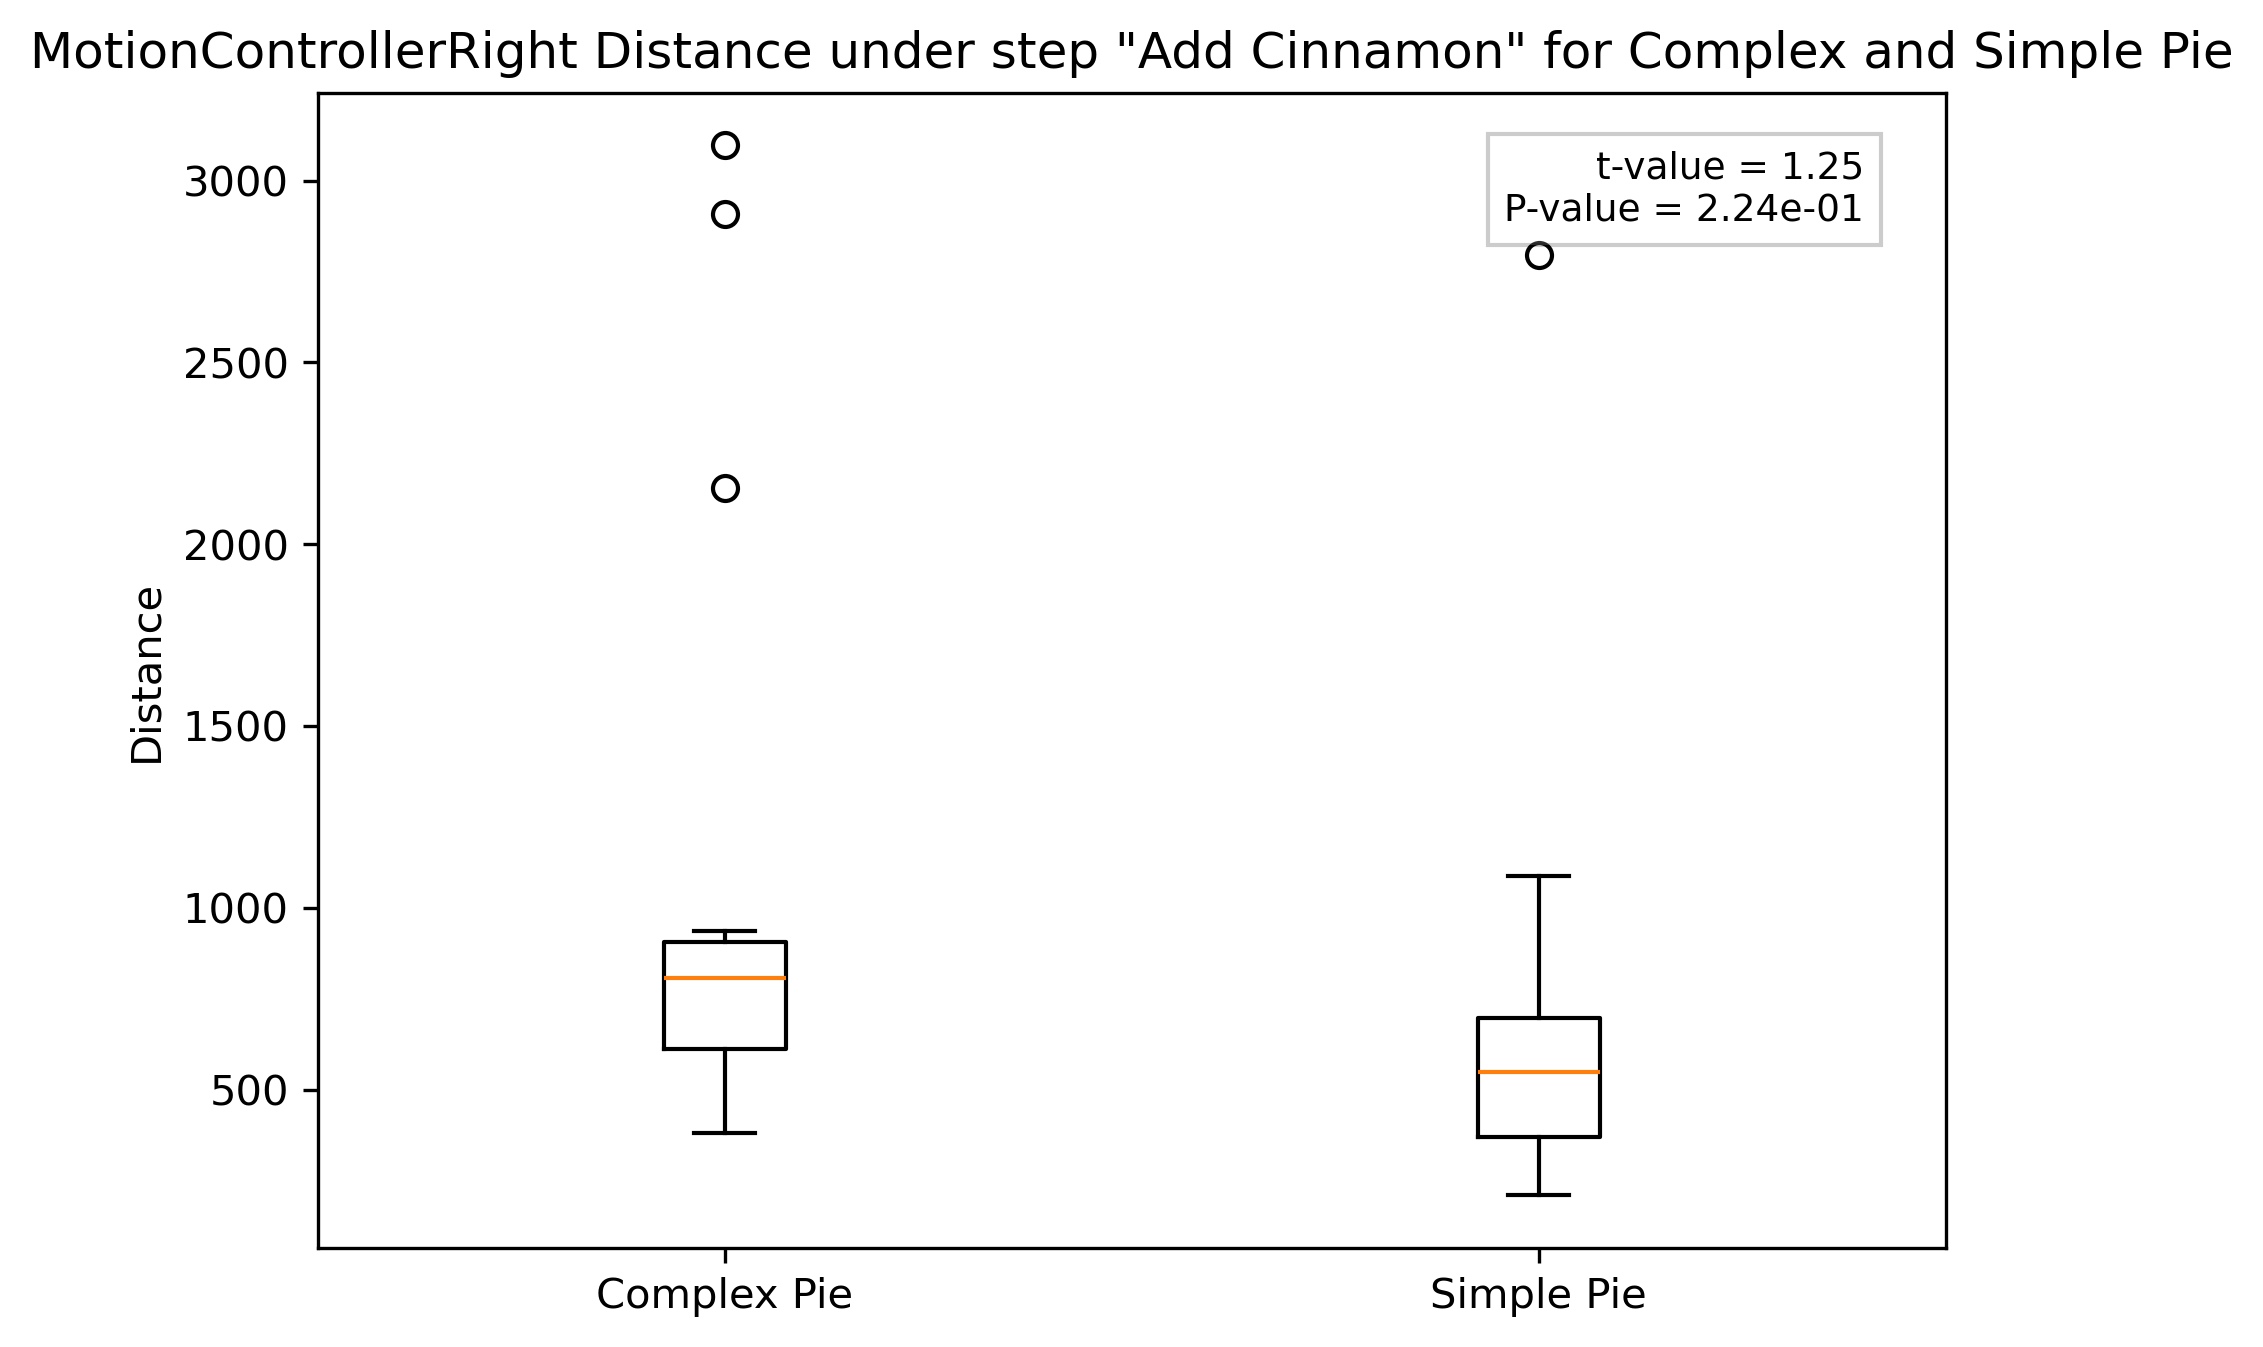 MotionControllerRight Distance under step "Add Cinnamon" for Complex and Simple Pie
t-value = 1.25
P-value = 2.24e-01
3000
2500
2000
1500
1000
500
Distance
Complex Pie
Simple Pie